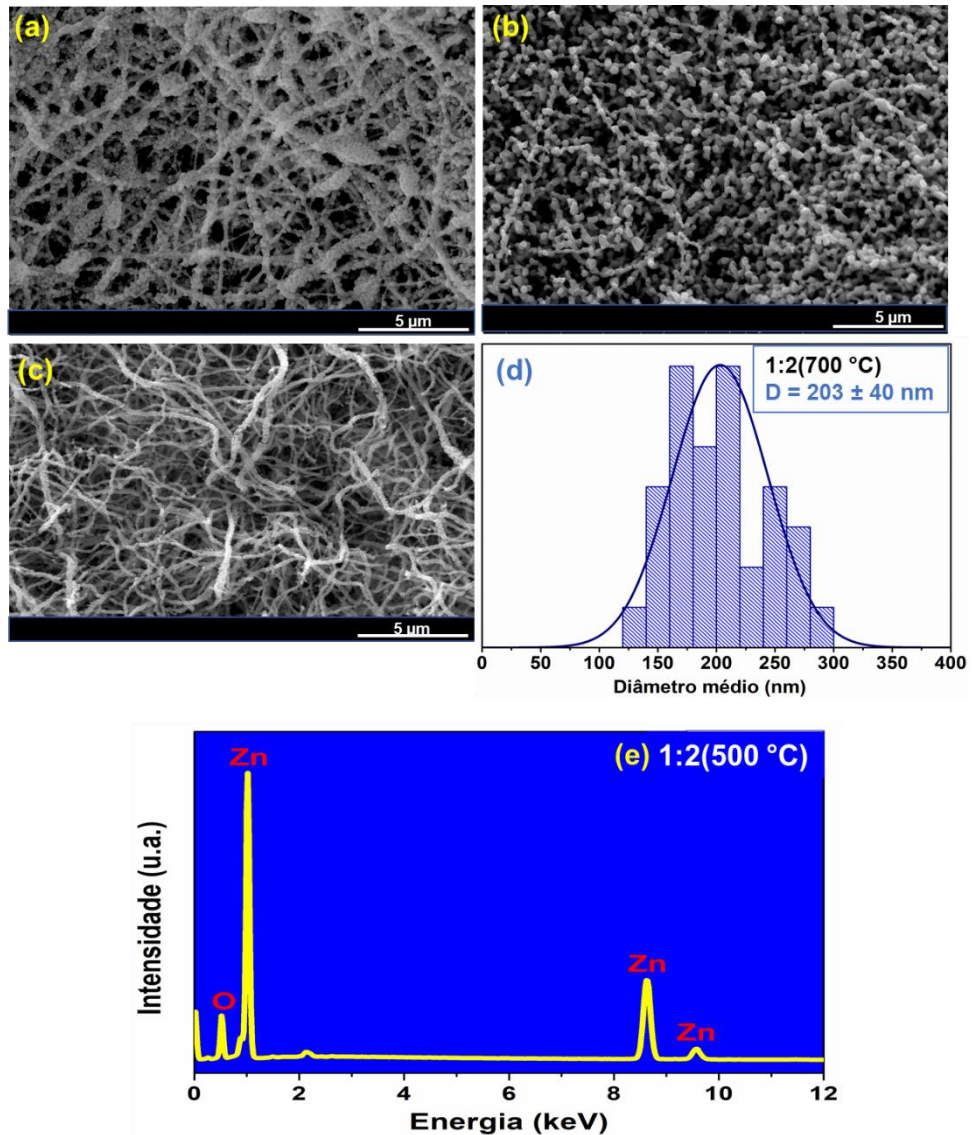 (a)
5 µm
(b)
5 µm
(c)
5 µm
(d)
1:2(700 °C)
D = 203 ± 40 nm
0 50 100 150 200 250 300 350 400
Diâmetro médio (nm)
(e) 1:2(500 °C)
Zn
O
Zn
Zn
Intensidade (u.a.)
0 2 4 6 8 10 12
Energia (keV)